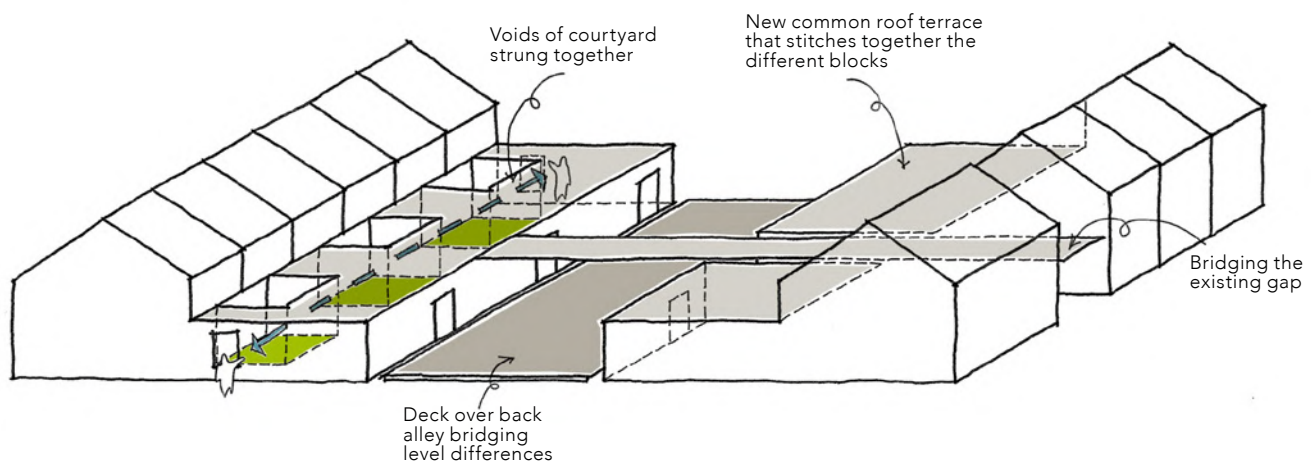 Voids of courtyard
strung together
New common roof terrace
that stitches together the
different blocks
Bridging the
existing gap
Deck over back
alley bridging
level differences